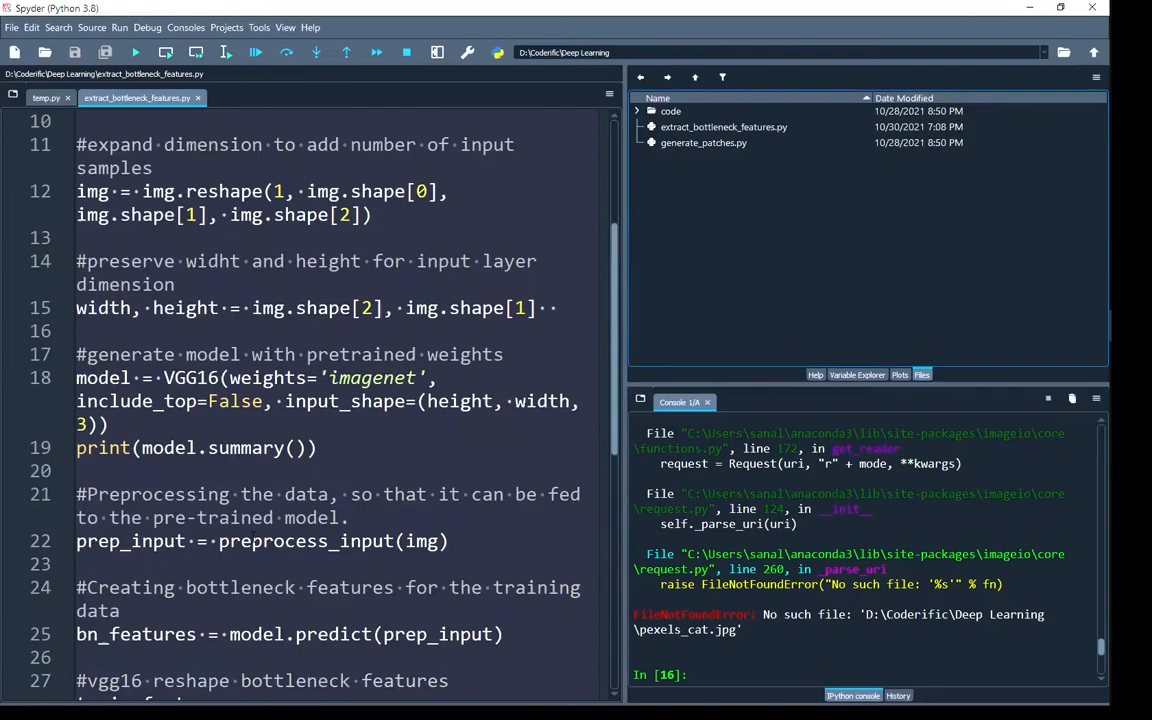 Spyder (Python 3.8)
File Edit Search Source Run Debug Consoles Projects Tools View Help
D:\Coderific\Deep Learning
D:\Coderific\Deep Learning\extract_bottleneck_features.py
temp.py
extract_bottleneck_features.py
10
11 #expand dimension to add number of input
samples
12 img = img.reshape(1, img.shape[0],
img.shape[1], img.shape[2])
13
14 #preserve widht and height for input layer
dimension
15 width, height = img.shape[2], img.shape[1]
16
17 #generate model with pretrained weights
18 model = VGG16(weights='imagenet',
include_top=False, input_shape=(height, width,
3))
19 print(model.summary())
20
21 #Preprocessing the data, so that it can be fed
to the pre-trained model.
22 prep_input = preprocess_input(img)
23
24 #Creating bottleneck features for the training
data
25 bn_features = model.predict(prep_input)
26
27 #vgg16 reshape bottleneck features
Name Date Modified
code 10/28/2021 8:50 PM
extract_bottleneck_features.py 10/30/2021 7:08 PM
generate_patches.py 10/28/2021 8:50 PM
Help Variable Explorer Plots Files
Console 1/A
File "C:\Users\sanal\anaconda3\lib\site-packages\imageio\core
\functions.py", line 172, in get_reader
request = Request(uri, "r" + mode, **kwargs)
File "C:\Users\sanal\anaconda3\lib\site-packages\imageio\core
\request.py", line 124, in __init__
self._parse_uri(uri)
File "C:\Users\sanal\anaconda3\lib\site-packages\imageio\core
\request.py", line 260, in _parse_uri
raise FileNotFoundError("No such file: '%s'" % fn)
FileNotFoundError: No such file: 'D:\Coderific\Deep Learning
\pexels_cat.jpg'
In [16]:
IPython console History